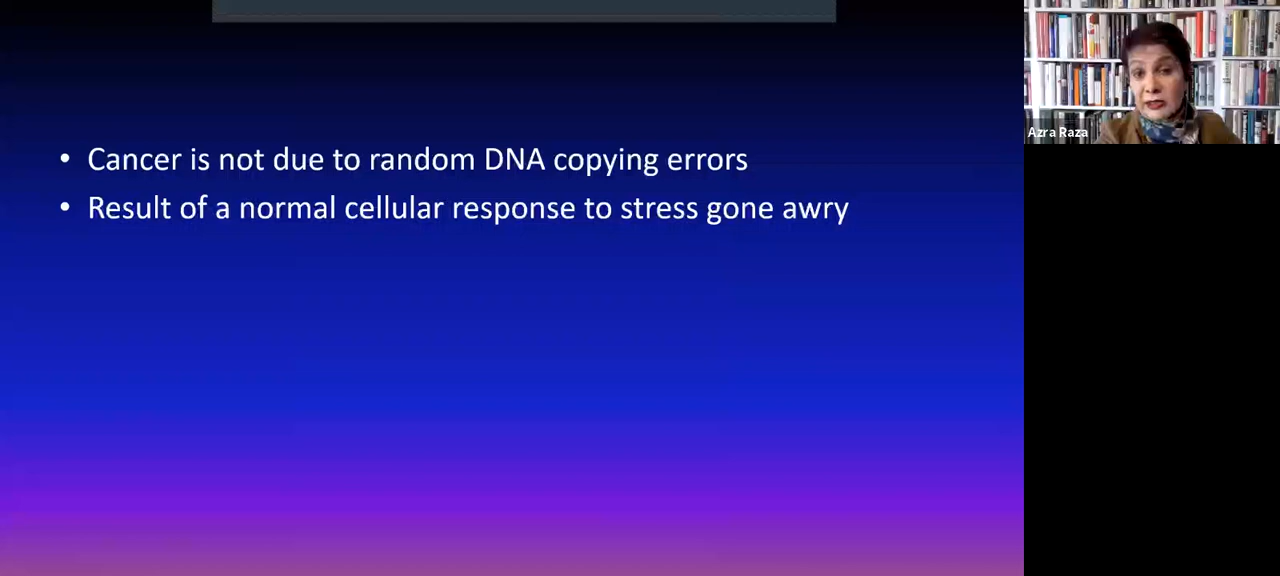 • Cancer is not due to random DNA copying errors
• Result of a normal cellular response to stress gone awry
Azra Raza